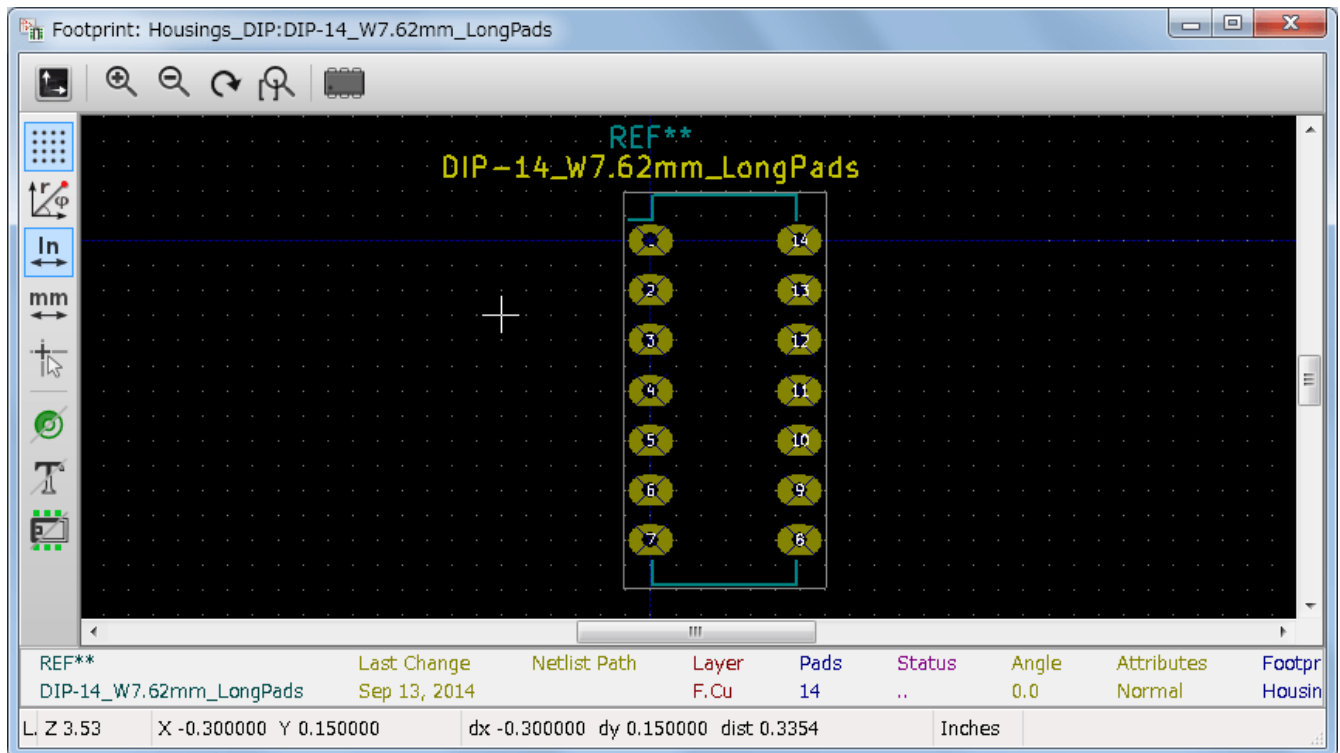 Footprint: Housings_DIP:DIP-14_W7.62mm_LongPads
REF**
DIP-14_W7.62mm_LongPads
1 14
2 13
3 12
4 11
5 10
6 9
7 8
r φ
In
mm
T
REF** Last Change Netlist Path Layer Pads Status Angle Attributes Footpr
DIP-14_W7.62mm_LongPads Sep 13, 2014 F.Cu 14 .. 0.0 Normal Housin
L. Z 3.53 X -0.300000 Y 0.150000 dx -0.300000 dy 0.150000 dist 0.3354 Inches